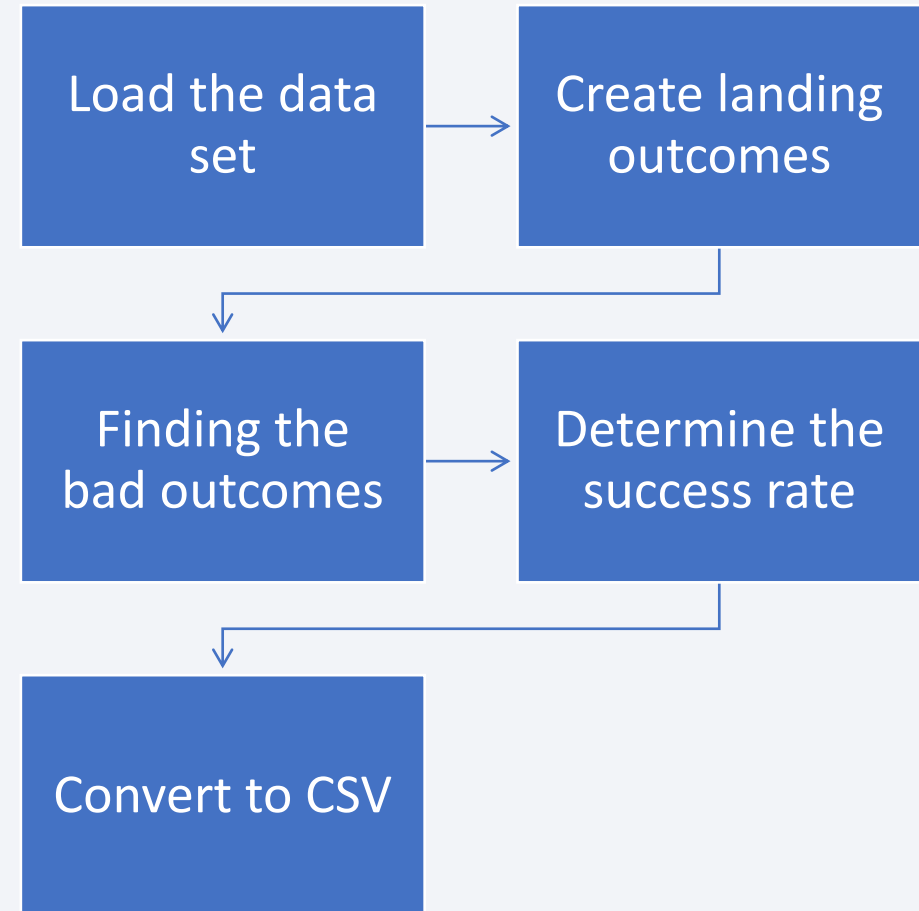 Load the data
set
Create landing
outcomes
Finding the
bad outcomes
Determine the
success rate
Convert to CSV